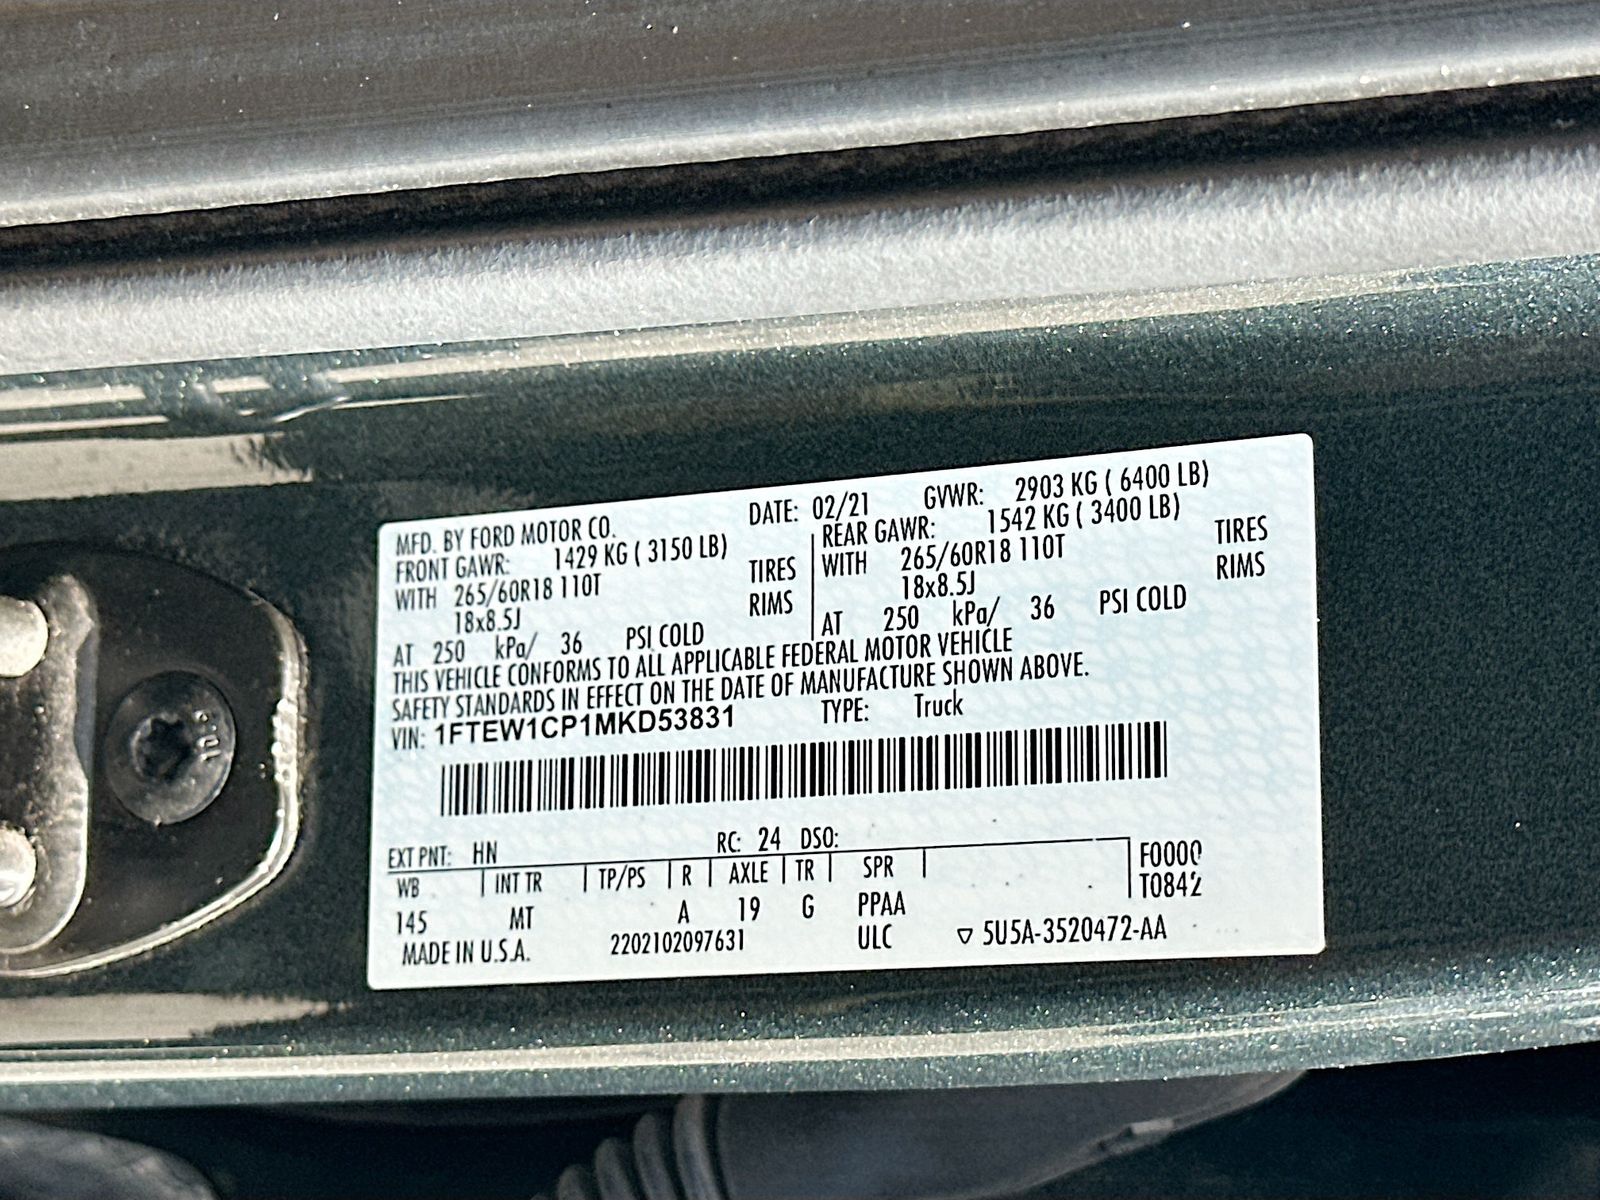 MFD. BY FORD MOTOR CO. DATE: 02/21 GVWR: 2903 KG ( 6400 LB)
FRONT GAWR: 1429 KG ( 3150 LB) REAR GAWR: 1542 KG ( 3400 LB)
WITH 265/60R18 110T TIRES WITH 265/60R18 110T TIRES
18x8.5J RIMS 18x8.5J RIMS
AT 250 kPa/ 36 PSI COLD AT 250 kPa/ 36 PSI COLD
THIS VEHICLE CONFORMS TO ALL APPLICABLE FEDERAL MOTOR VEHICLE
SAFETY STANDARDS IN EFFECT ON THE DATE OF MANUFACTURE SHOWN ABOVE.
VIN: 1FTEW1CP1MKD53831 TYPE: Truck
EXT PNT: HN RC: 24 DSO:
WB INT TR TP/PS R AXLE TR SPR F0000
T0842
145 MT A 19 G PPAA
MADE IN U.S.A. 2202102097631 ULC ▽ 5U5A-3520472-AA